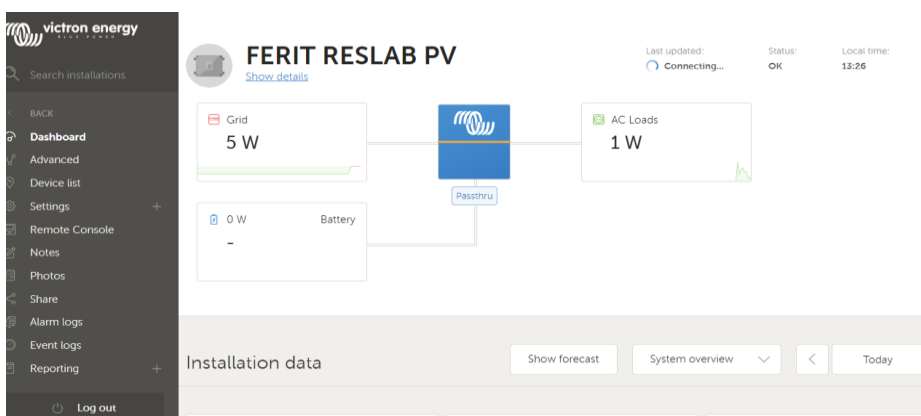 victron energy
BLUE POWER
Search installations
BACK
Dashboard
Advanced
Device list
Settings
Remote Console
Notes
Photos
Share
Alarm logs
Event logs
Reporting
Log out
FERIT RESLAB PV
Show details
Last updated:
Connecting...
Status:
OK
Local time:
13:26
Grid
5 W
Passthru
AC Loads
1 W
0 W
Battery
-
Installation data
Show forecast
System overview
Today